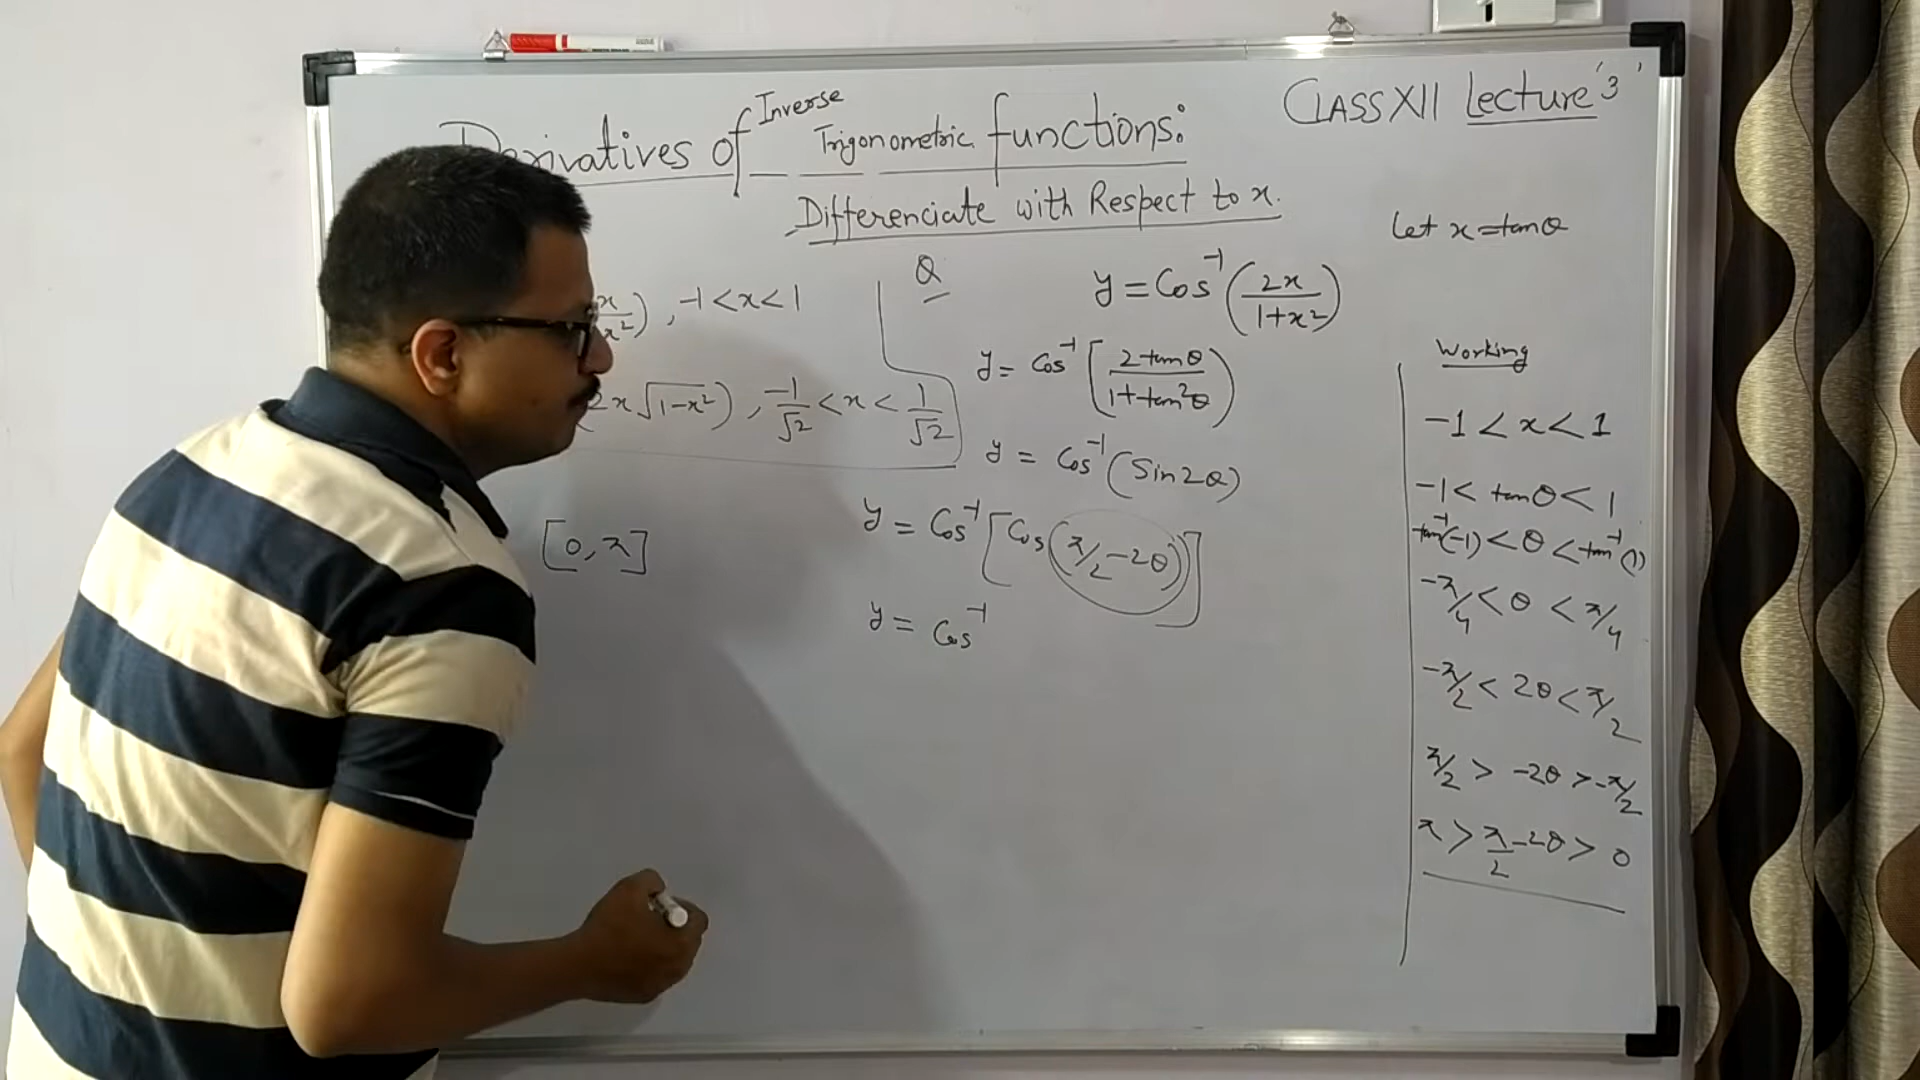 Derivatives of Inverse Trigonometric functions:
CLASS XII Lecture '3'
Differenciate with Respect to x.
Let x = tanθ
Q
y = Cos⁻¹(2x/1+x²)
x/x²), -1 < x < 1
y = Cos⁻¹[2tanθ/1+tan²θ)
2x√1-x²), -1/√2 < x < 1/√2
y = Cos⁻¹(Sin2θ)
y = Cos⁻¹[Cos(π/2-2θ)]
[0, π]
y = Cos⁻¹
Working
-1 < x < 1
-1 < tanθ < 1
tan⁻¹(-1) < θ < tan⁻¹(1)
-π/4 < θ < π/4
-π/2 < 2θ < π/2
π/2 > -2θ > -π/2
π > π/2-2θ > 0